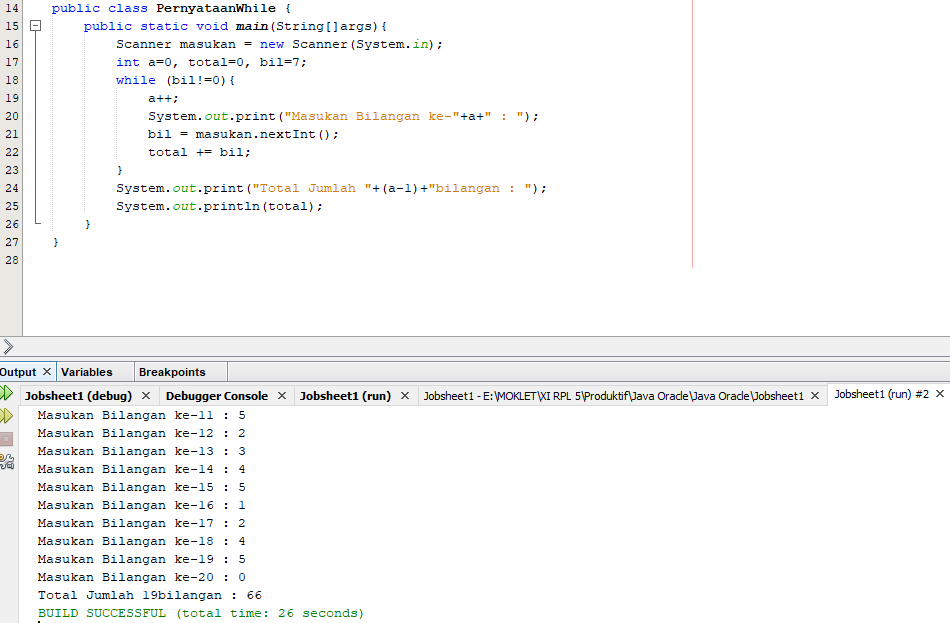 14 public class PernyataanWhile {
15 public static void main(String[]args){
16 Scanner masukan = new Scanner(System.in);
17 int a=0, total=0, bil=7;
18 while (bil!=0){
19 a++;
20 System.out.print("Masukan Bilangan ke-"+a+" : ");
21 bil = masukan.nextInt();
22 total += bil;
23 }
24 System.out.print("Total Jumlah "+(a-1)+"bilangan : ");
25 System.out.println(total);
26 }
27 }
28
Output Variables Breakpoints
Jobsheet1 (debug) Debugger Console Jobsheet1 (run) Jobsheet1 - E:\MOKLET\XI RPL 5\Produktif\Java Oracle\Java Oracle\Jobsheet1 Jobsheet1 (run) #2
Masukan Bilangan ke-11 : 5
Masukan Bilangan ke-12 : 2
Masukan Bilangan ke-13 : 3
Masukan Bilangan ke-14 : 4
Masukan Bilangan ke-15 : 5
Masukan Bilangan ke-16 : 1
Masukan Bilangan ke-17 : 2
Masukan Bilangan ke-18 : 4
Masukan Bilangan ke-19 : 5
Masukan Bilangan ke-20 : 0
Total Jumlah 19bilangan : 66
BUILD SUCCESSFUL (total time: 26 seconds)